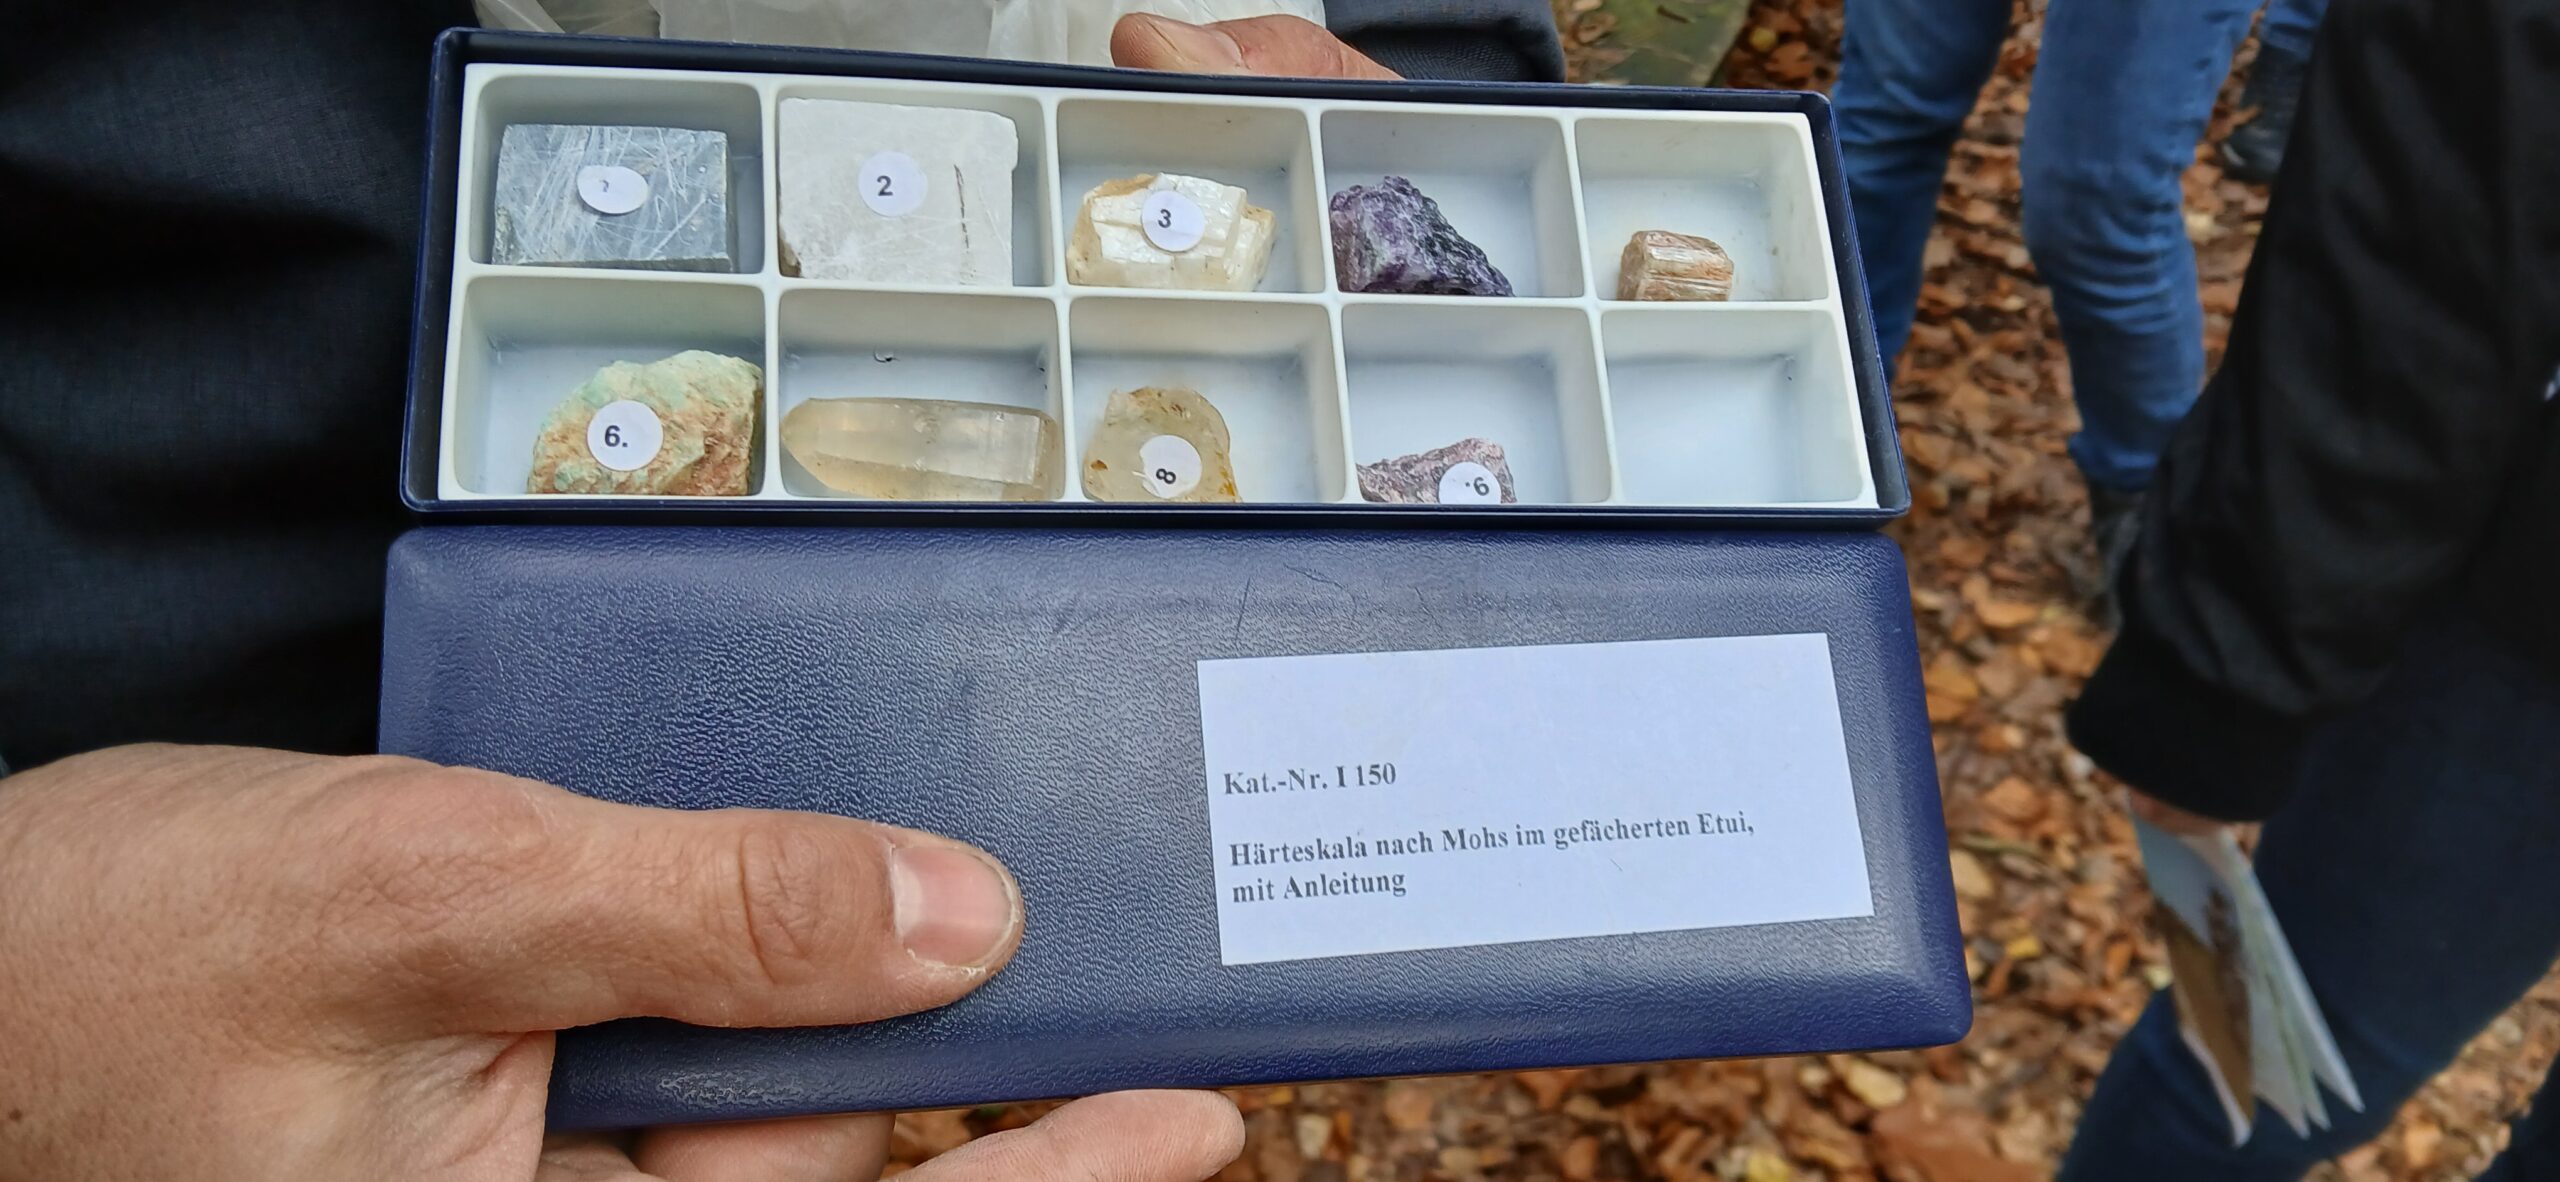 2
3
6.
8
9.
Kat.-Nr. I 150
Härteskala nach Mohs im gefächerten Etui,
mit Anleitung